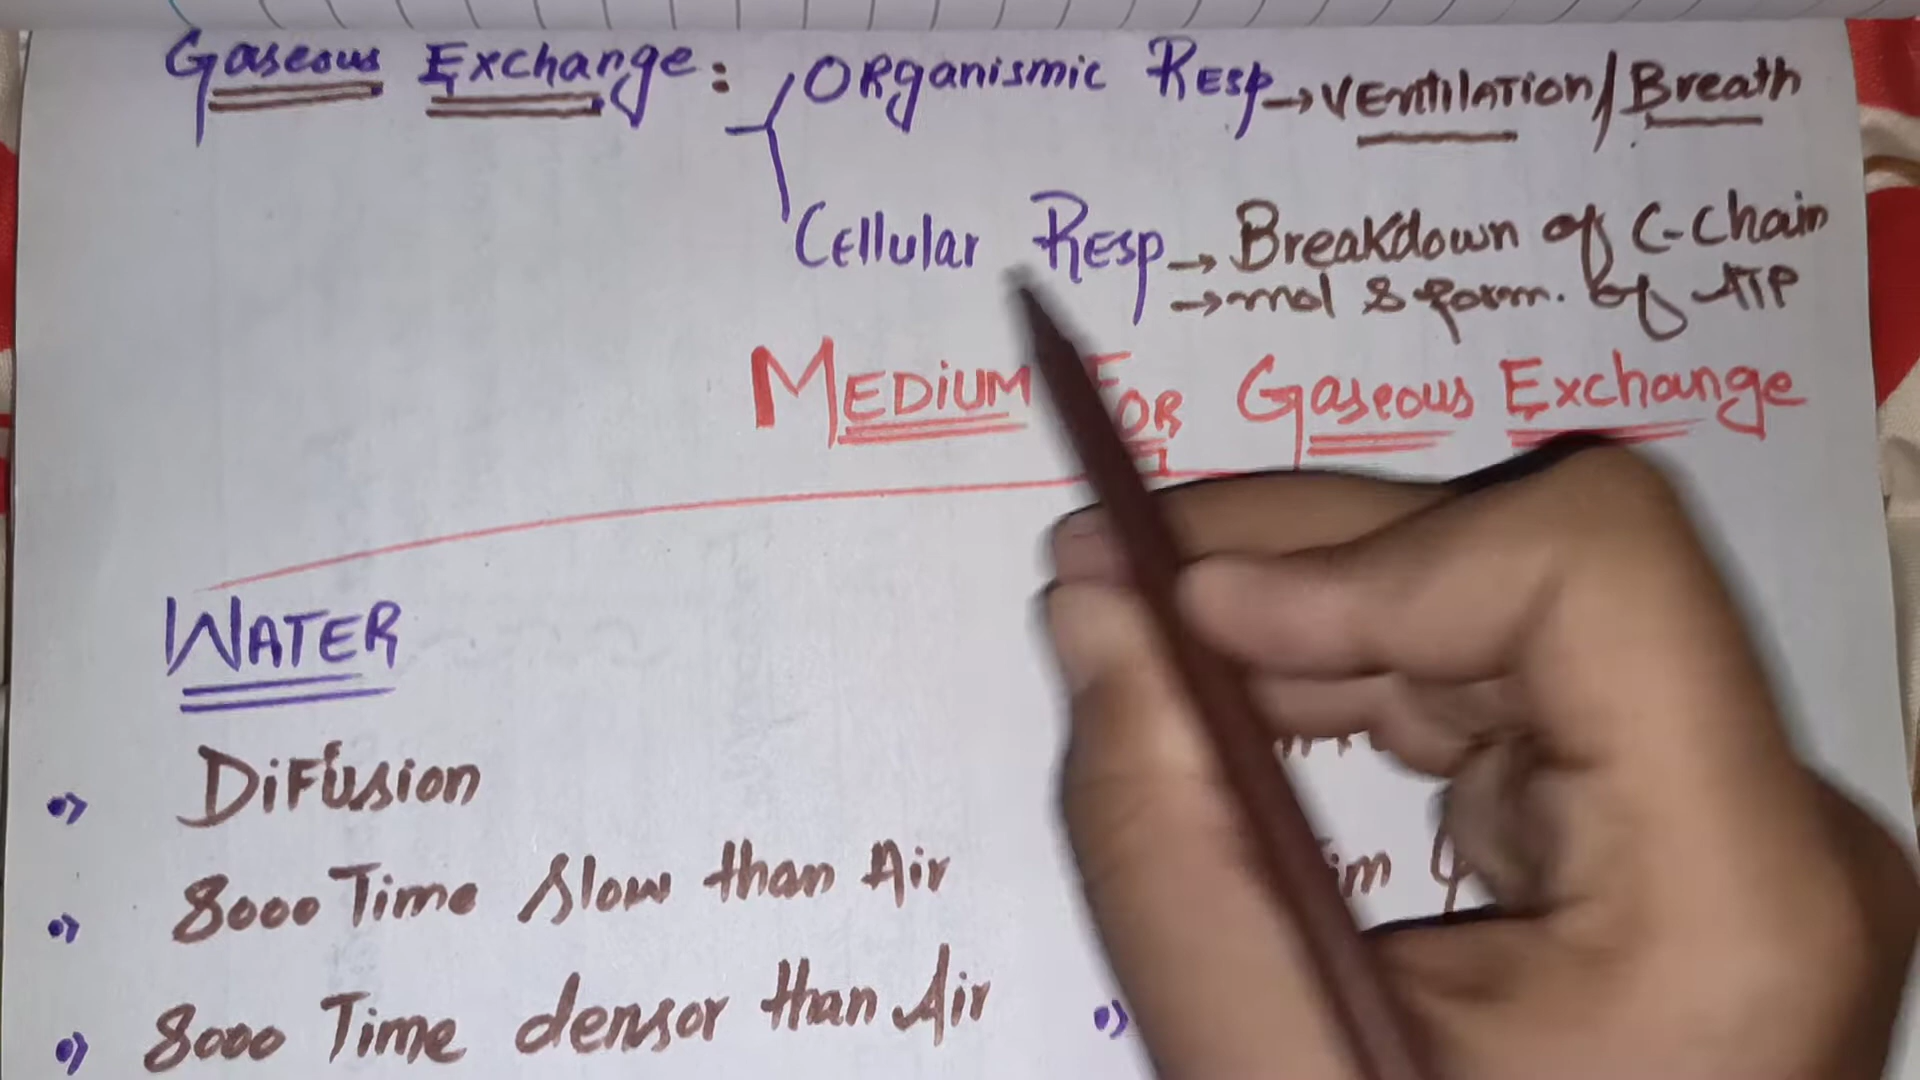 Gaseous Exchange: Organismic Resp → Ventilation / Breath
Cellular Resp → Breakdown of C-Chain
→ mol & form. of ATP
MEDIUM FOR Gaseous Exchange
WATER
DiFusion
8000 Time slow than Air
8000 Time densor than Air